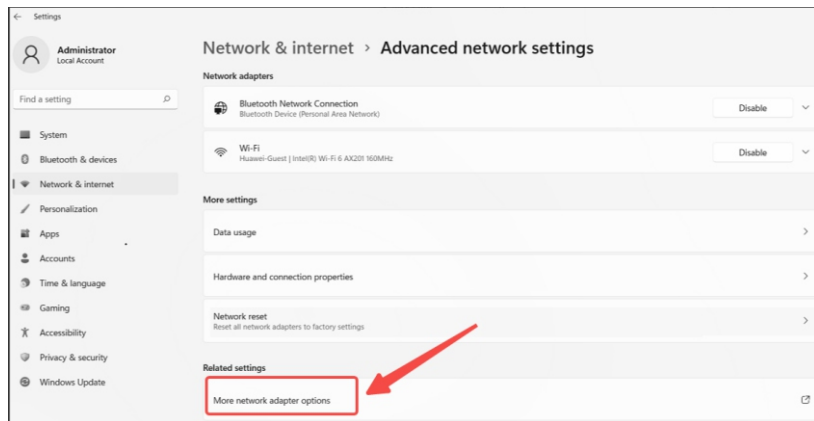 Settings
Administrator
Local Account
Find a setting
System
Bluetooth & devices
Network & internet
Personalization
Apps
Accounts
Time & language
Gaming
Accessibility
Privacy & security
Windows Update
Network & internet > Advanced network settings
Network adapters
Bluetooth Network Connection
Bluetooth Device (Personal Area Network)
Disable
Wi-Fi
Huawei-Guest | Intel(R) Wi-Fi 6 AX201 160MHz
Disable
More settings
Data usage
Hardware and connection properties
Network reset
Reset all network adapters to factory settings
Related settings
More network adapter options